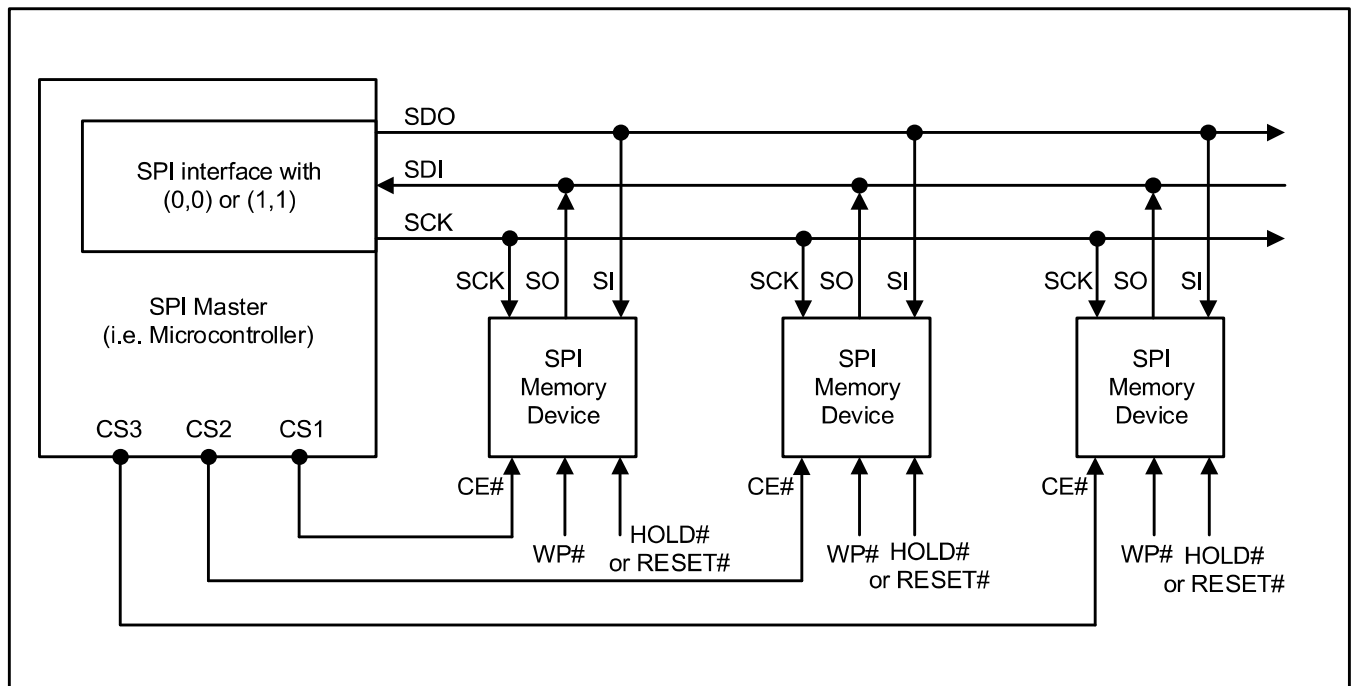 SDO
SPI interface with
(0,0) or (1,1)
SDI
SCK
SPI Master
(i.e. Microcontroller)
SCK SO SI
SCK SO SI
SCK SO SI
SPI
Memory
Device
SPI
Memory
Device
SPI
Memory
Device
CS3 CS2 CS1
CE#
WP#
HOLD#
or RESET#
CE#
WP#
HOLD#
or RESET#
CE#
WP#
HOLD#
or RESET#